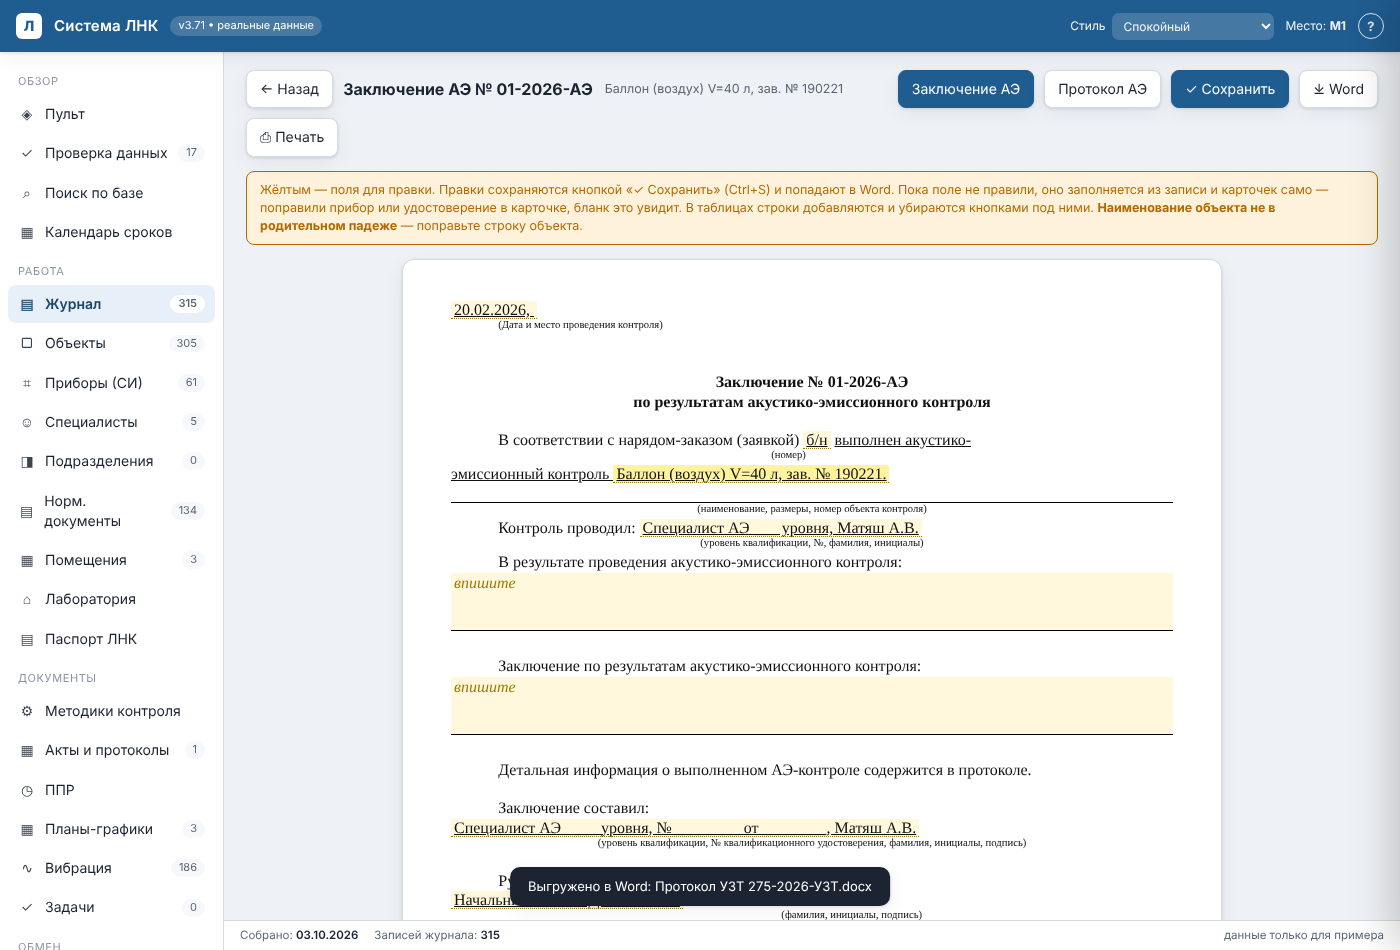 Л Система ЛНК v3.71 • реальные данные Стиль Спокойный Место: М1 ?
ОБЗОР
Пульт
Проверка данных 17
Поиск по базе
Календарь сроков
РАБОТА
Журнал 315
Объекты 305
Приборы (СИ) 61
Специалисты 5
Подразделения 0
Норм.
документы 134
Помещения 3
Лаборатория
Паспорт ЛНК
ДОКУМЕНТЫ
Методики контроля
Акты и протоколы 1
ППР
Планы-графики 3
Вибрация 186
Задачи 0
ОБМЕН
← Назад Заключение АЭ № 01-2026-АЭ Баллон (воздух) V=40 л, зав. № 190221 Заключение АЭ Протокол АЭ ✓ Сохранить Word
Печать
Жёлтым — поля для правки. Правки сохраняются кнопкой «✓ Сохранить» (Ctrl+S) и попадают в Word. Пока поле не правили, оно заполняется из записи и карточек само —
поправили прибор или удостоверение в карточке, бланк это увидит. В таблицах строки добавляются и убираются кнопками под ними. Наименование объекта не в
родительном падеже — поправьте строку объекта.
20.02.2026,
(Дата и место проведения контроля)
Заключение № 01-2026-АЭ
по результатам акустико-эмиссионного контроля
В соответствии с нарядом-заказом (заявкой) б/н выполнен акустико-
(номер)
эмиссионный контроль Баллон (воздух) V=40 л, зав. № 190221.
(наименование, размеры, номер объекта контроля)
Контроль проводил: Специалист АЭ ____ уровня, Матяш А.В.
(уровень квалификации, №, фамилия, инициалы)
В результате проведения акустико-эмиссионного контроля:
впишите
Заключение по результатам акустико-эмиссионного контроля:
впишите
Детальная информация о выполненном АЭ-контроле содержится в протоколе.
Заключение составил:
Специалист АЭ _____ уровня, № _________ от _________, Матяш А.В.
(уровень квалификации, № квалификационного удостоверения, фамилия, инициалы, подпись)
Выгружено в Word: Протокол УЗТ 275-2026-УЗТ.docx
(фамилия, инициалы, подпись)
Собрано: 03.10.2026 Записей журнала: 315 данные только для примера